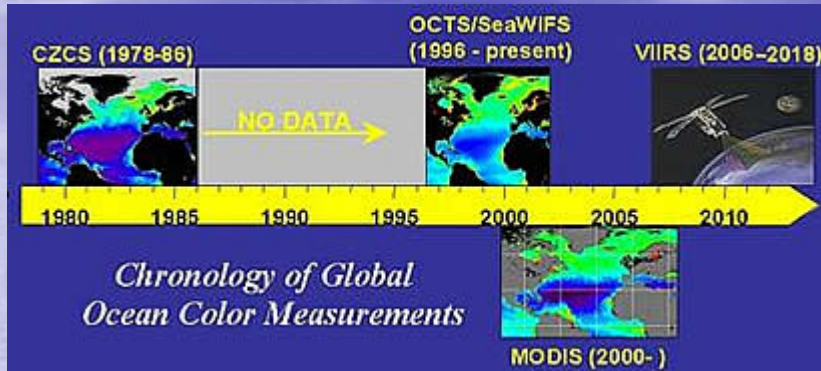 CZCS (1978-86)
OCTS/SeaWIFS
(1996 - present)
VIIRS (2006-2018)
NO DATA
1980 1985 1990 1995 2000 2005 2010
Chronology of Global
Ocean Color Measurements
MODIS (2000- )